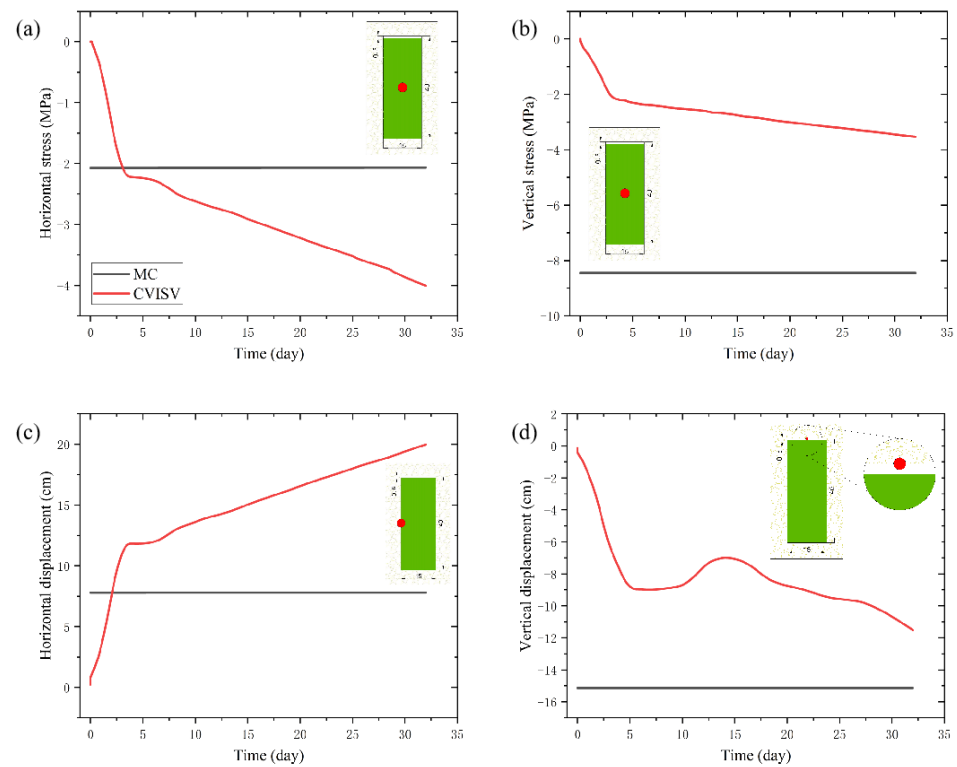 (a)
Horizontal stress (MPa)
0
-1
-2
-3
-4
MC
CVISV
0 5 10 15 20 25 30 35
Time (day)
(b)
Vertical stress (MPa)
0
-2
-4
-6
-8
-10
0 5 10 15 20 25 30 35
Time (day)
(c)
Horizontal displacement (cm)
20
15
10
5
0
0 5 10 15 20 25 30 35
Time (day)
(d)
Vertical displacement (cm)
2
0
-2
-4
-6
-8
-10
-12
-14
-16
0 5 10 15 20 25 30 35
Time (day)